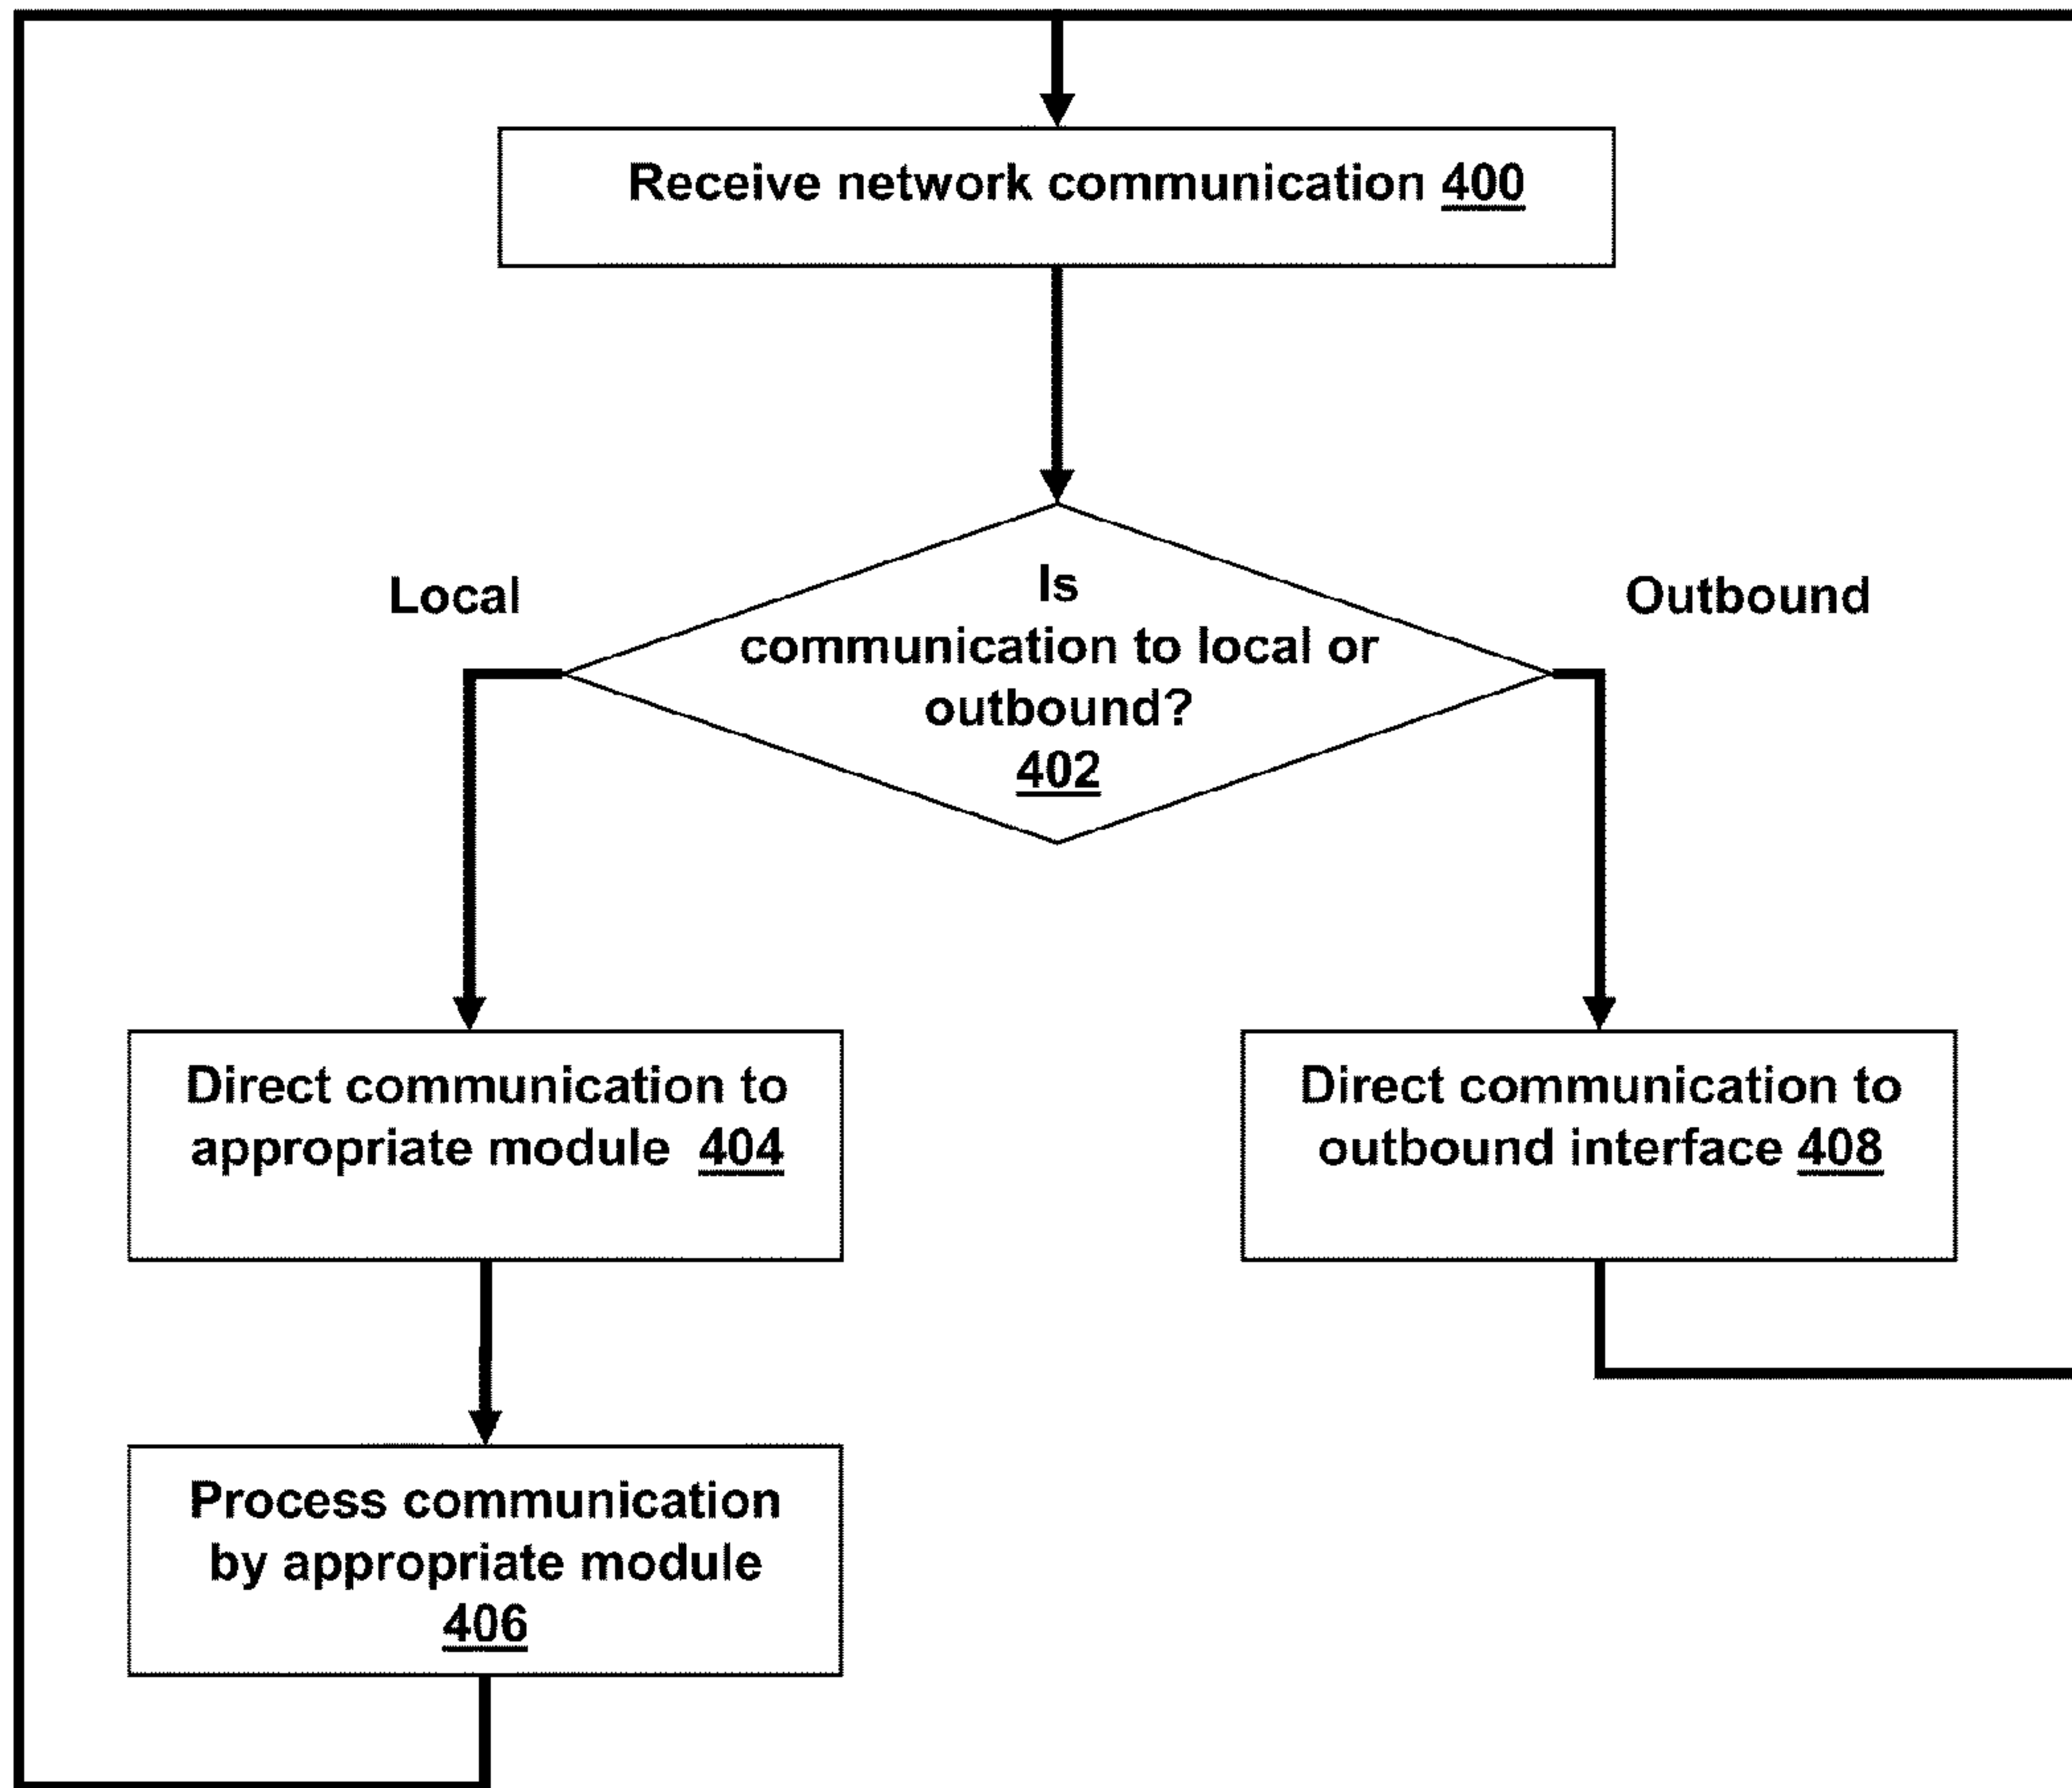 Receive network communication 400
Is
communication to local or
outbound?
402
Local
Outbound
Direct communication to
appropriate module 404
Direct communication to
outbound interface 408
Process communication
by appropriate module
406